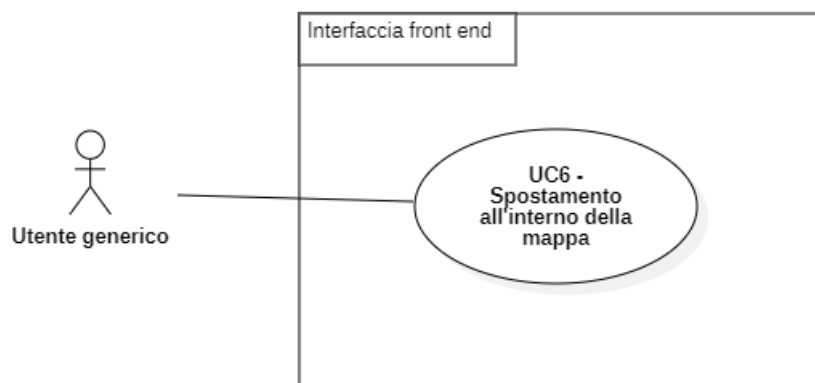 Interfaccia front end
UC6 -
Spostamento
all'interno della
mappa
Utente generico